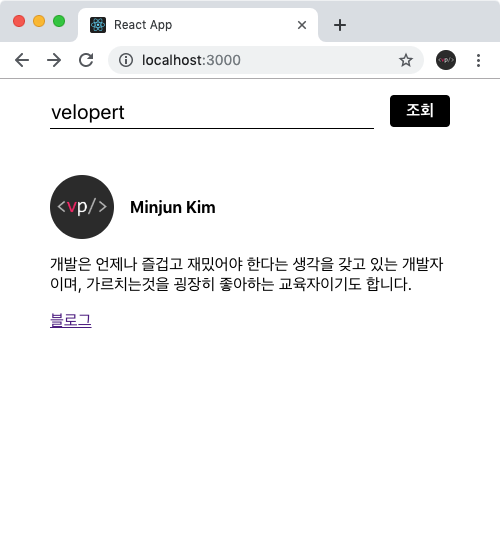 React App
localhost:3000
<vp/>
velopert
조회
<vp/>
Minjun Kim
개발은 언제나 즐겁고 재밌어야 한다는 생각을 갖고 있는 개발자
이며, 가르치는것을 굉장히 좋아하는 교육자이기도 합니다.
블로그